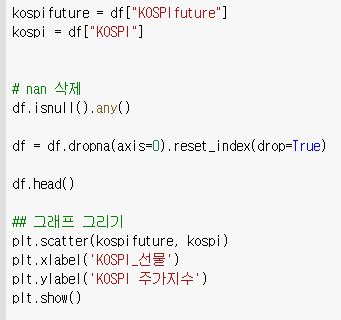 kospifuture = df["KOSPIfuture"]
kospi = df["KOSPI"]
# nan 삭제
df.isnull().any()
df = df.dropna(axis=0).reset_index(drop=True)
df.head()
## 그래프 그리기
plt.scatter(kospifuture, kospi)
plt.xlabel('KOSPI_선물')
plt.ylabel('KOSPI 주가지수')
plt.show()